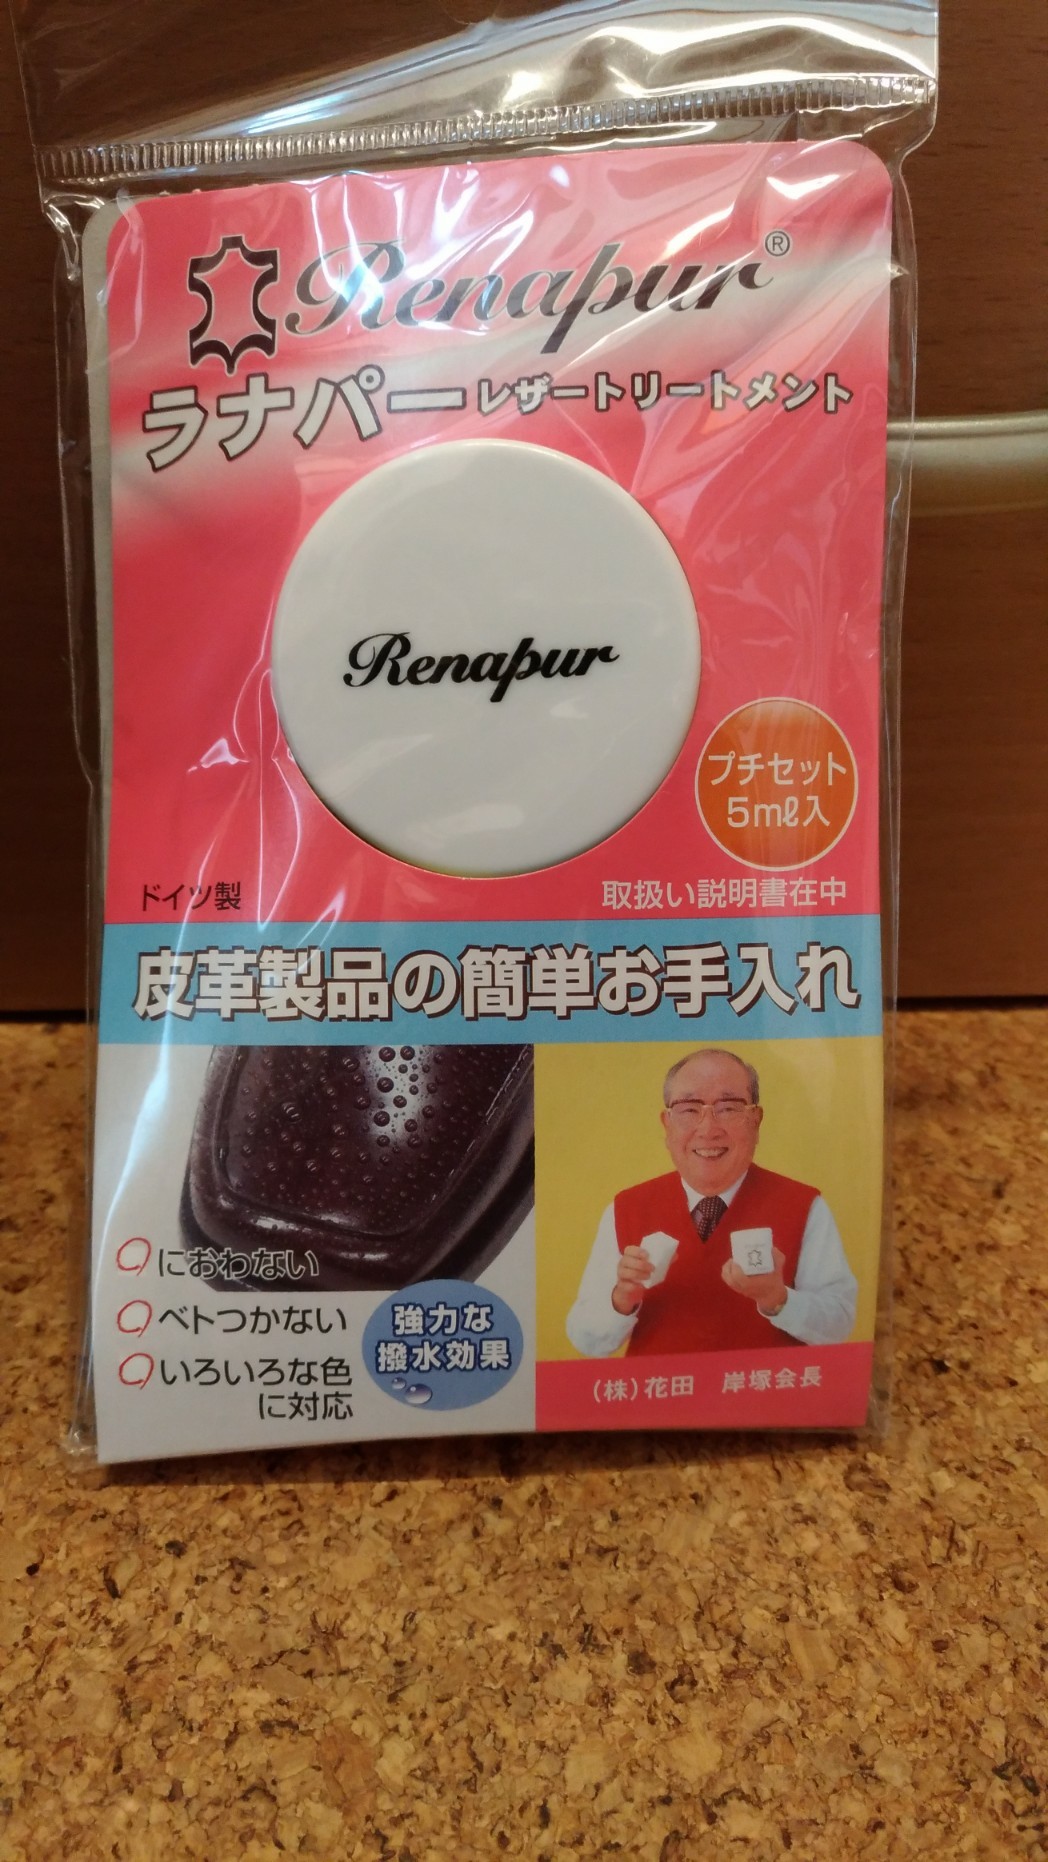 Renapur®
ラナパーレザートリートメント
Renapur
プチセット
5mℓ入
ドイツ製
取扱い説明書在中
皮革製品の簡単お手入れ
においわない
ベトつかない
いろいろな色
に対応
強力な
撥水効果
(株)花田 岸塚会長